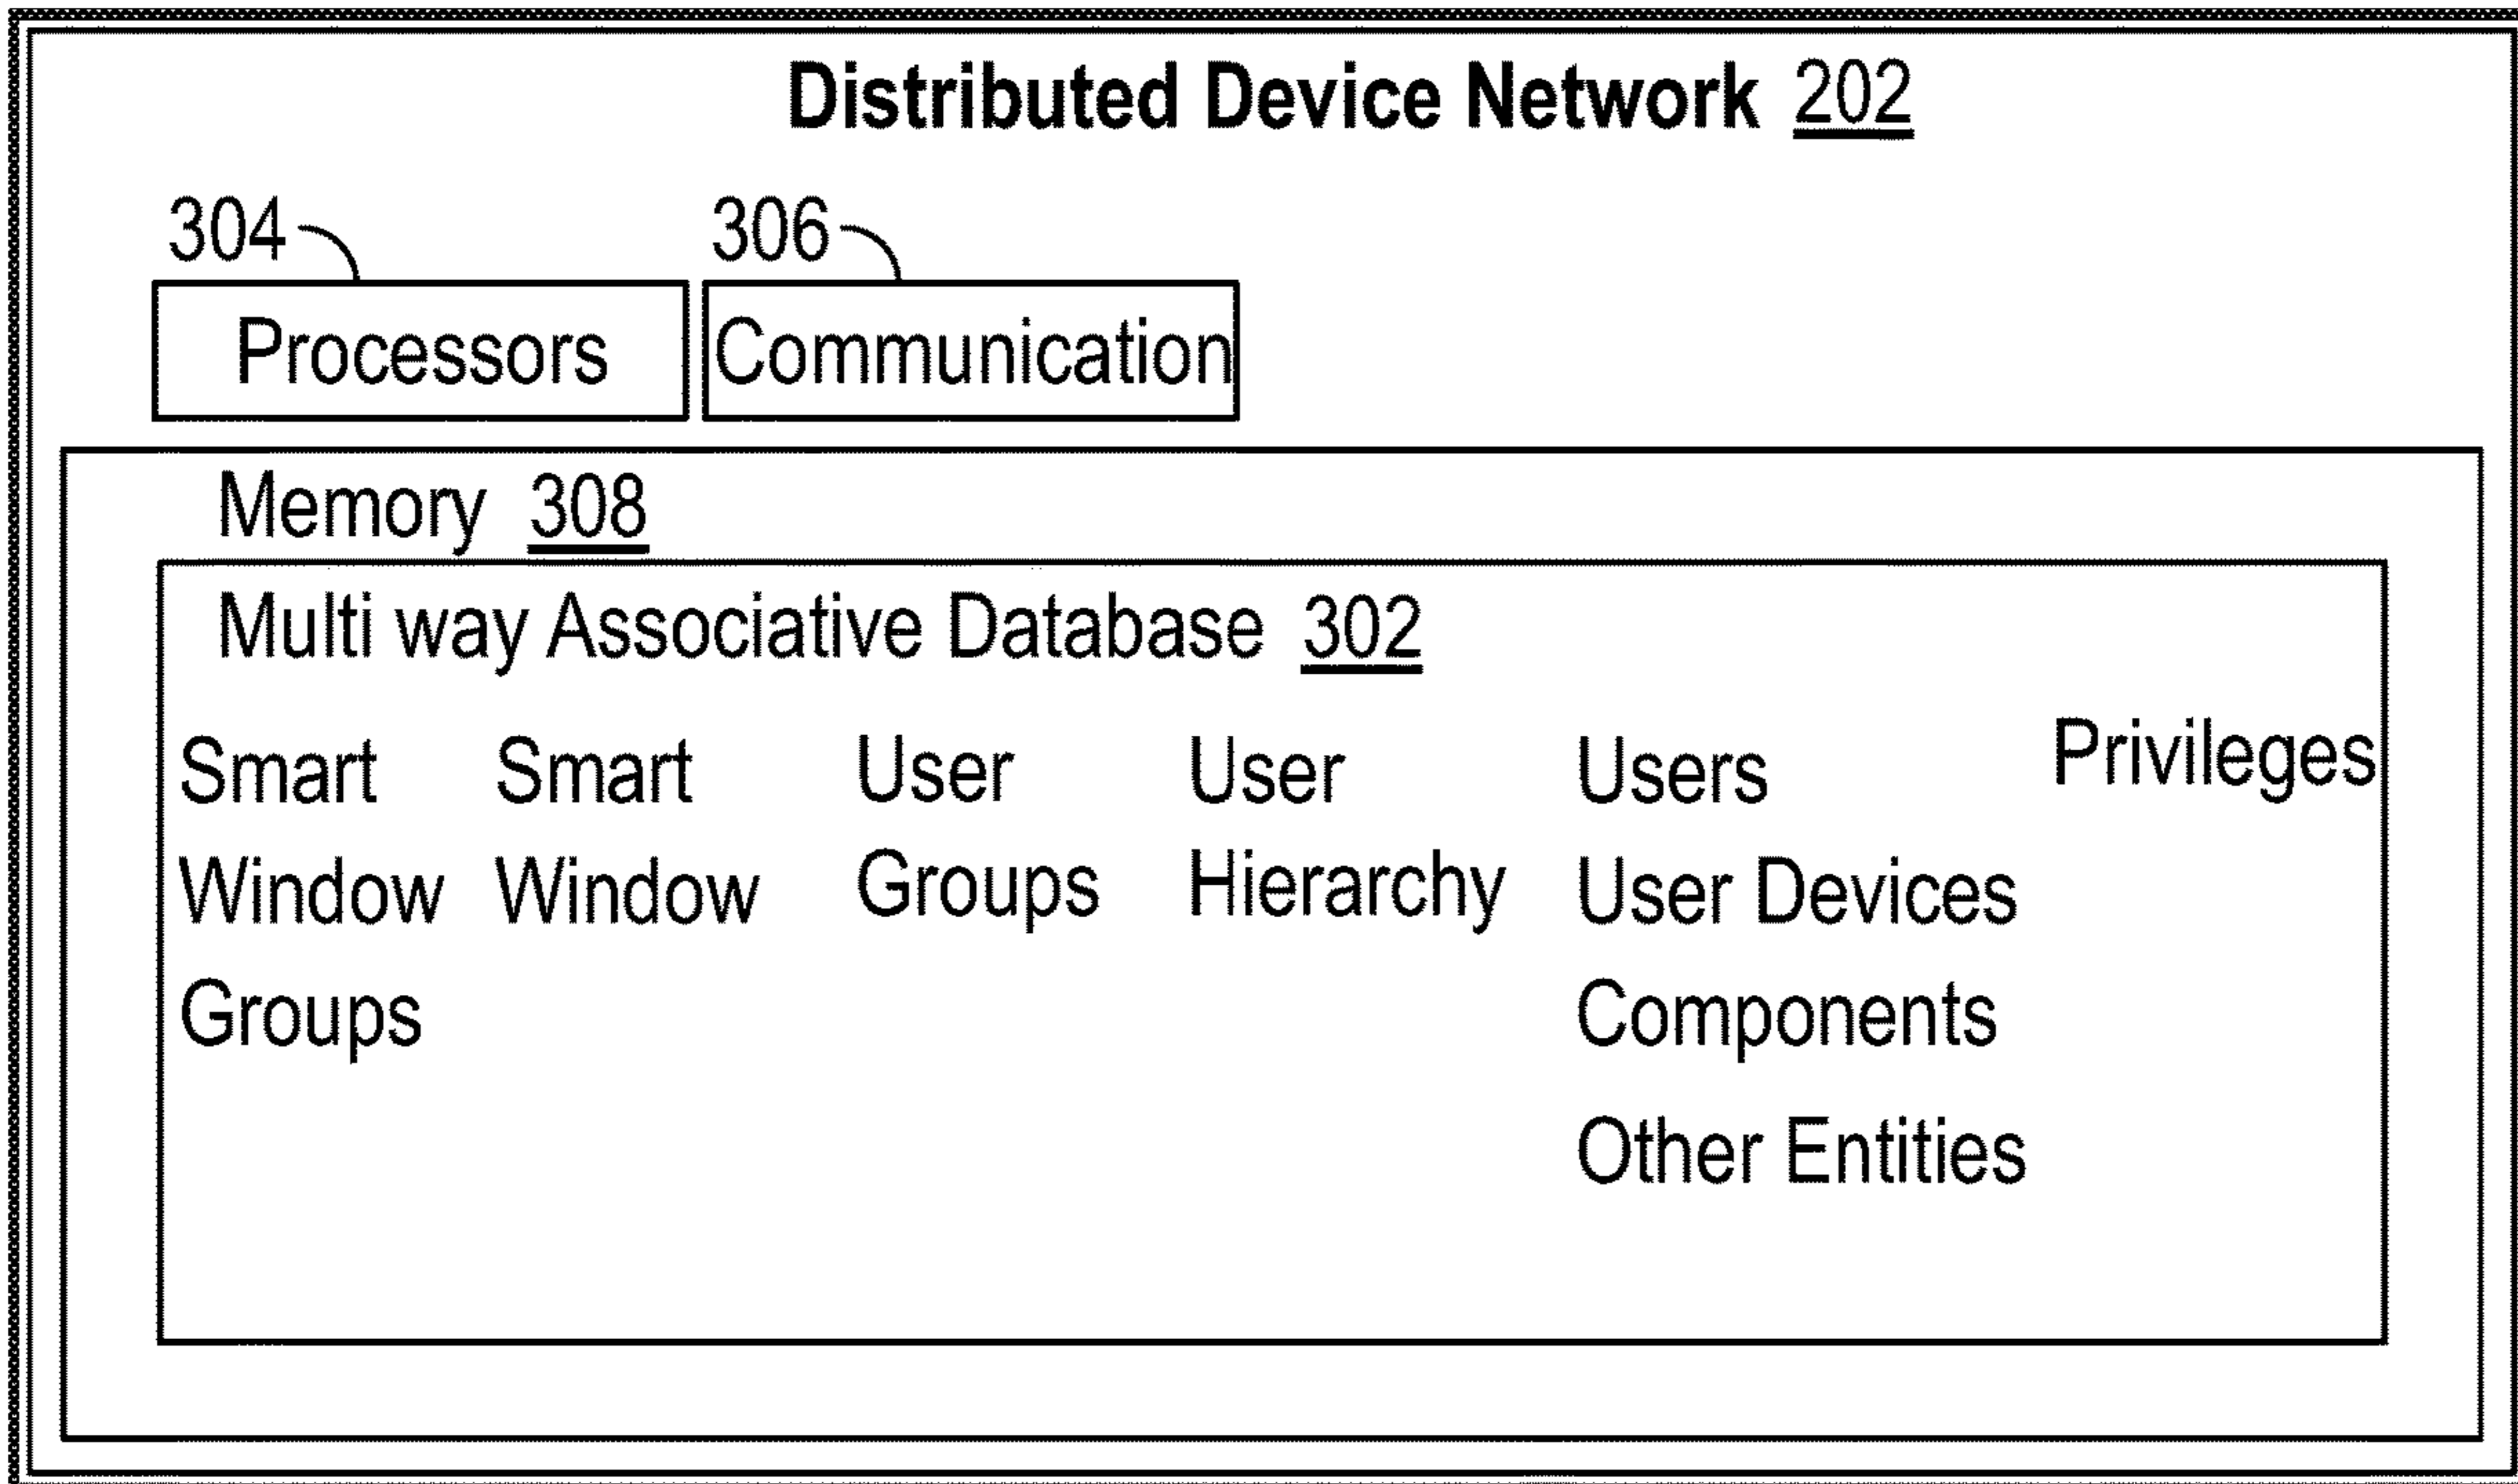 Distributed Device Network 202
304 306
Processors Communication
Memory 308
Multi way Associative Database 302
Smart Smart User User Users Privileges
Window Window Groups Hierarchy User Devices
Groups Components
Other Entities